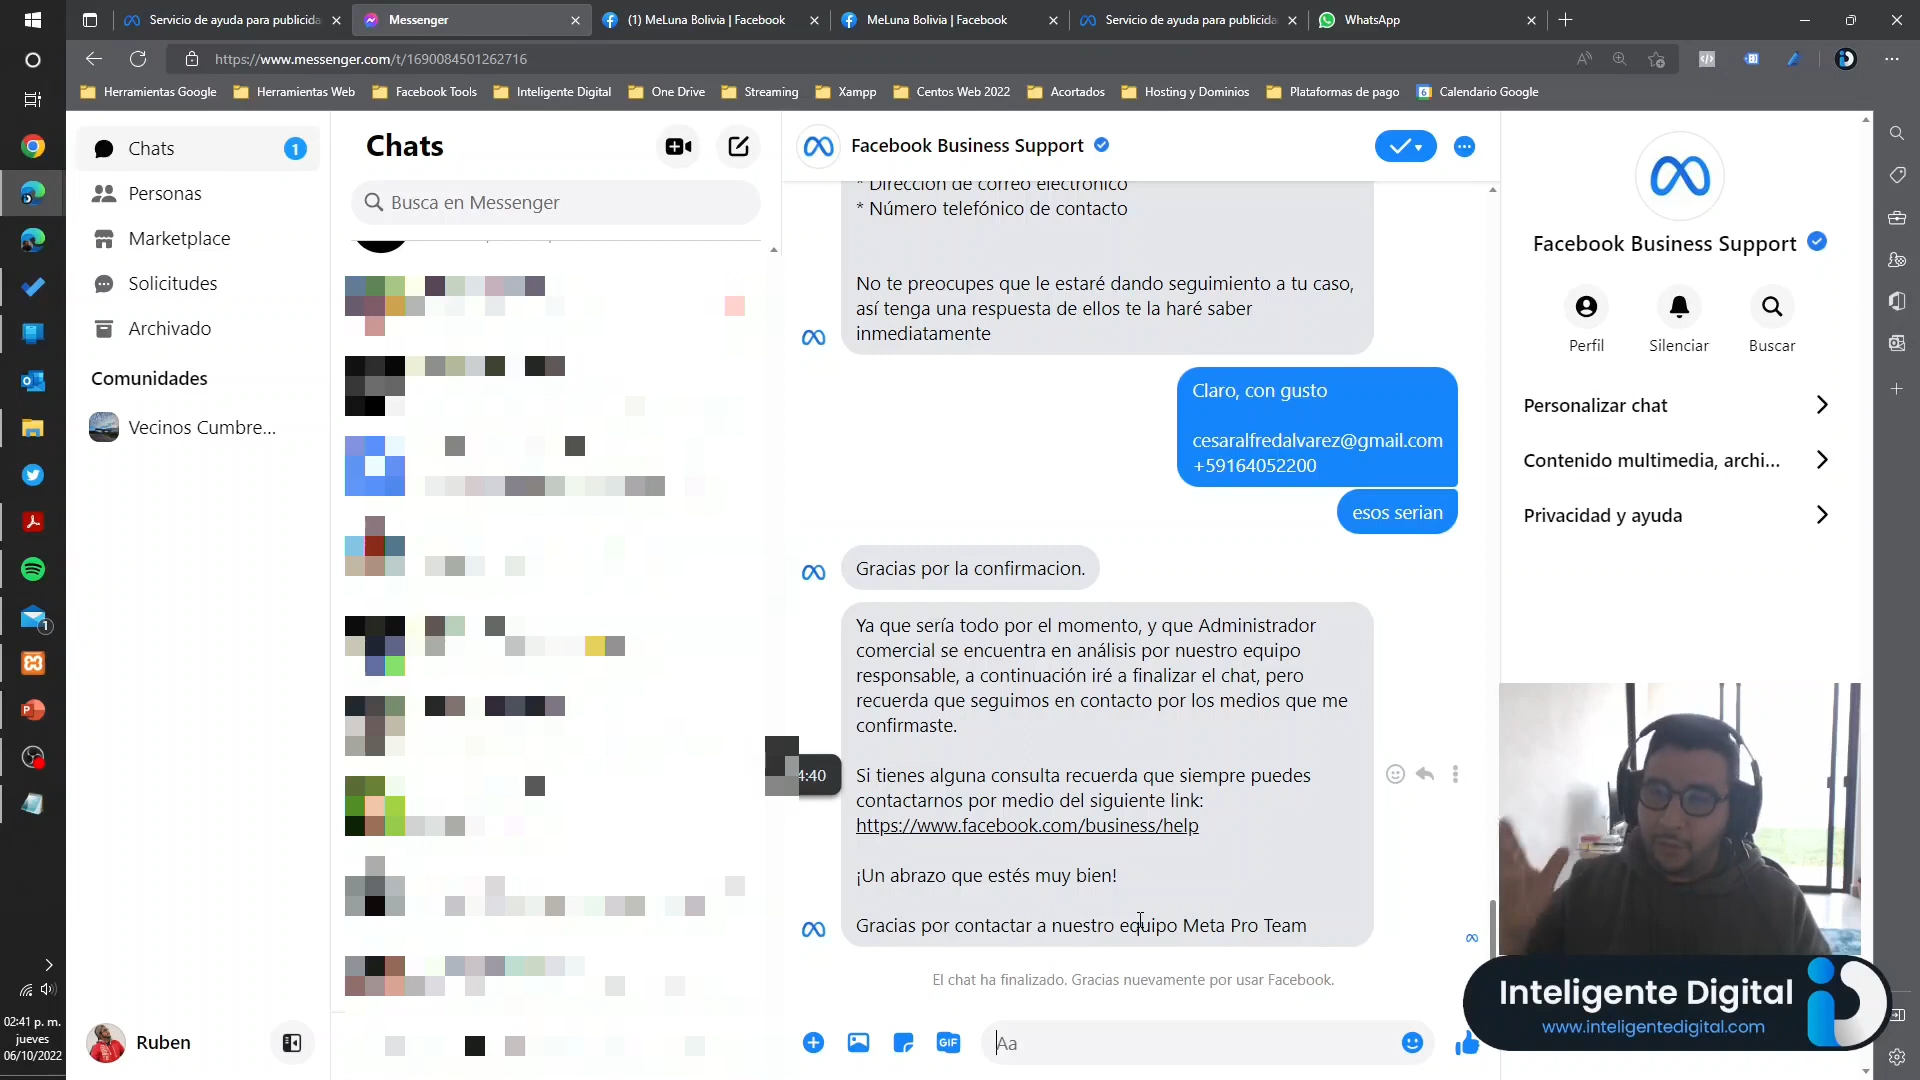 Servicio de ayuda para publicida
Messenger
(1) MeLuna Bolivia | Facebook
MeLuna Bolivia | Facebook
Servicio de ayuda para publicida
WhatsApp
https://www.messenger.com/t/1690084501262716
Herramientas Google
Herramientas Web
Facebook Tools
Inteligente Digital
One Drive
Streaming
Xampp
Centos Web 2022
Acortados
Hosting y Dominios
Plataformas de pago
Calendario Google
Chats
1
Personas
Marketplace
Solicitudes
Archivado
Comunidades
Vecinos Cumbre...
Ruben
1
02:41 p. m.
jueves
06/10/2022
Chats
Busca en Messenger
Facebook Business Support
* Dirección de correo electrónico
* Número telefónico de contacto
No te preocupes que le estaré dando seguimiento a tu caso,
así tenga una respuesta de ellos te la haré saber
inmediatamente
Claro, con gusto
cesaralfredalvarez@gmail.com
+59164052200
esos serian
Gracias por la confirmacion.
Ya que sería todo por el momento, y que Administrador
comercial se encuentra en análisis por nuestro equipo
responsable, a continuación iré a finalizar el chat, pero
recuerda que seguimos en contacto por los medios que me
confirmaste.
4:40
Si tienes alguna consulta recuerda que siempre puedes
contactarnos por medio del siguiente link:
https://www.facebook.com/business/help
¡Un abrazo que estés muy bien!
Gracias por contactar a nuestro equipo Meta Pro Team
El chat ha finalizado. Gracias nuevamente por usar Facebook.
GIF
Aa
Facebook Business Support
Perfil
Silenciar
Buscar
Personalizar chat
Contenido multimedia, archi...
Privacidad y ayuda
Inteligente Digital
www.inteligentedigital.com